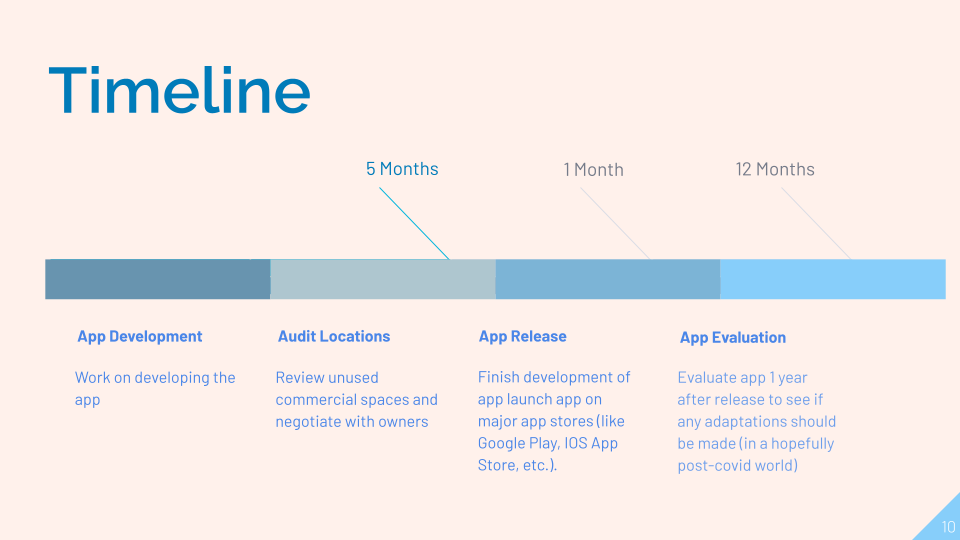 Timeline
5 Months
1 Month
12 Months
App Development
Work on developing the
app
Audit Locations
Review unused
commercial spaces and
negotiate with owners
App Release
Finish development of
app launch app on
major app stores (like
Google Play, IOS App
Store, etc.).
App Evaluation
Evaluate app 1 year
after release to see if
any adaptations should
be made (in a hopefully
post-covid world)
10